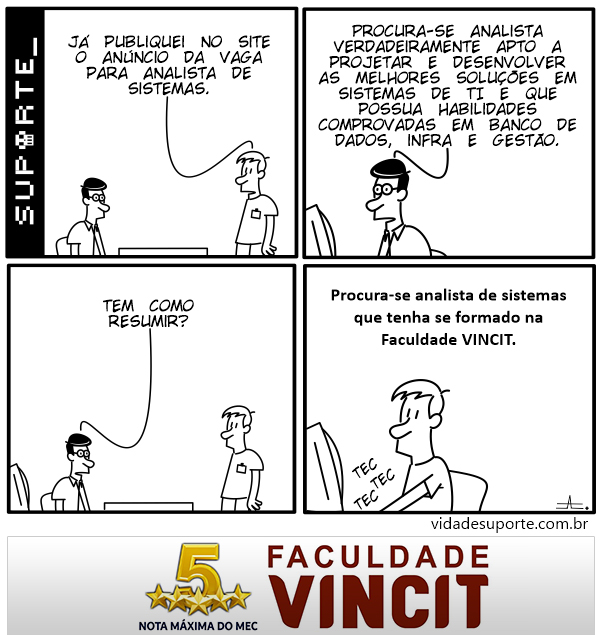 SUPORTE_
JÁ PUBLIQUEI NO SITE
O ANÚNCIO DA VAGA
PARA ANALISTA DE
SISTEMAS.
PROCURA-SE ANALISTA
VERDADEIRAMENTE APTO A
PROJETAR E DESENVOLVER
AS MELHORES SOLUÇÕES EM
SISTEMAS DE TI E QUE
POSSUA HABILIDADES
COMPROVADAS EM BANCO DE
DADOS, INFRA E GESTÃO.
TEM COMO
RESUMIR?
Procura-se analista de sistemas
que tenha se formado na
Faculdade VINCIT.
TEC
TEC
TEC
TEC
vidadesuporte.com.br
5
NOTA MÁXIMA DO MEC
FACULDADE
VINCIT